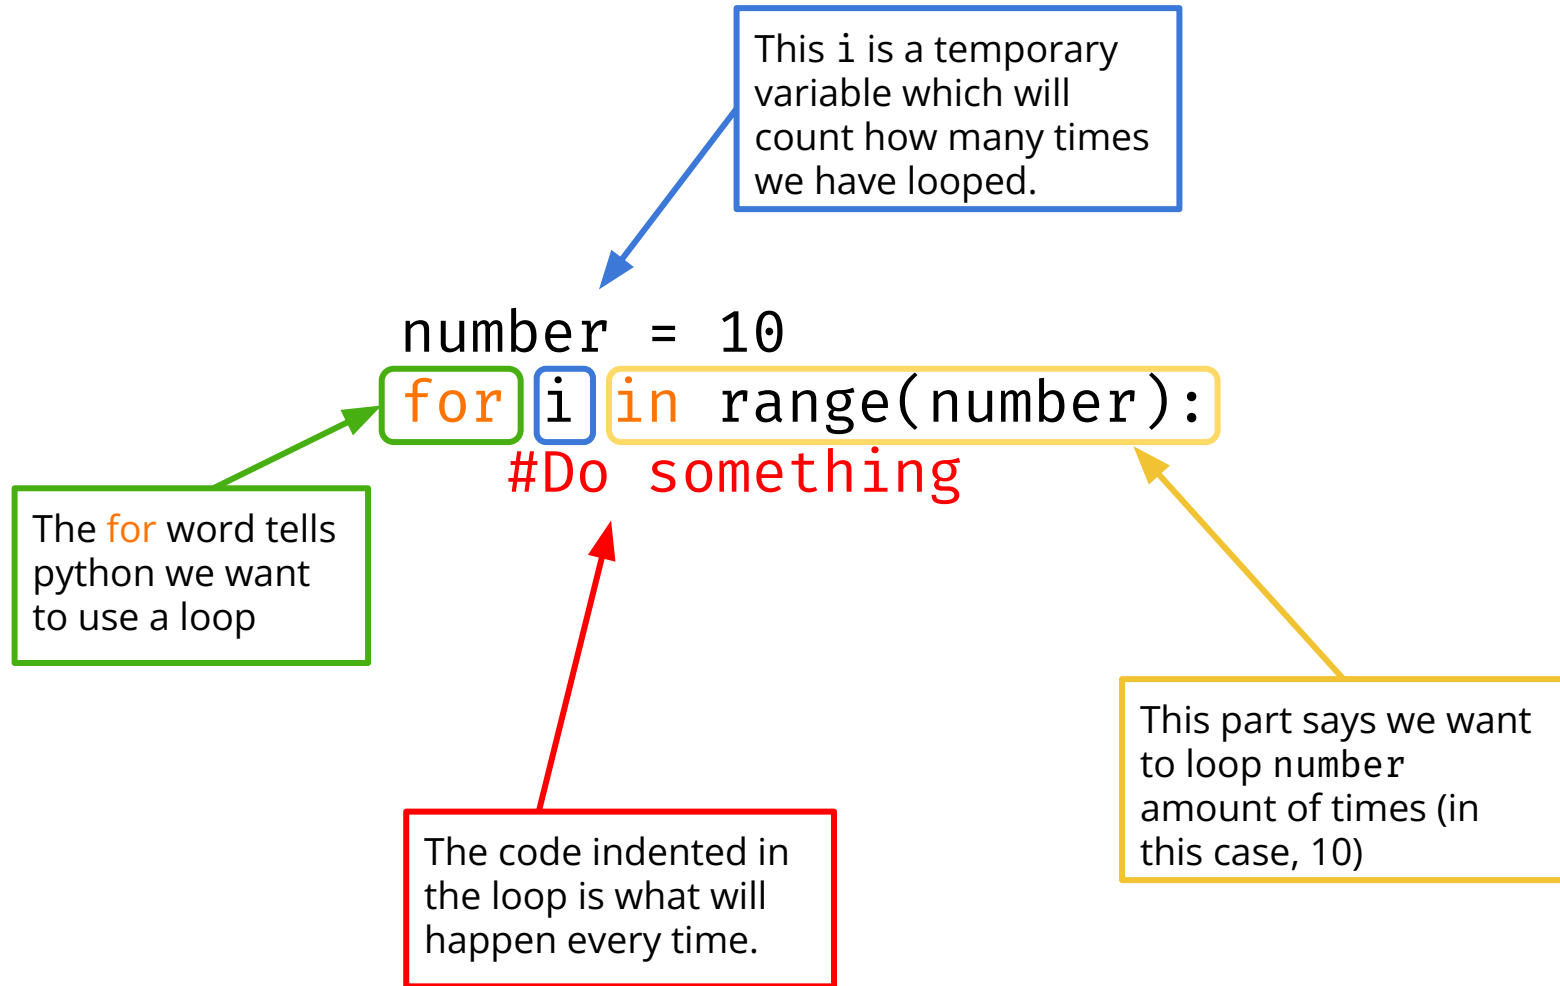 This i is a temporary
variable which will
count how many times
we have looped.
number = 10
for i in range(number):
#Do something
The for word tells
python we want
to use a loop
This part says we want
to loop number
amount of times (in
this case, 10)
The code indented in
the loop is what will
happen every time.